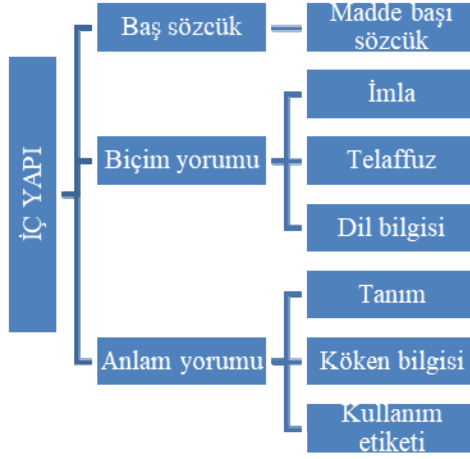 İÇ YAPI
Baş sözcük
Madde başı
sözcük
Biçim yorumu
İmla
Telaffuz
Dil bilgisi
Anlam yorumu
Tanım
Köken bilgisi
Kullanım
etiketi